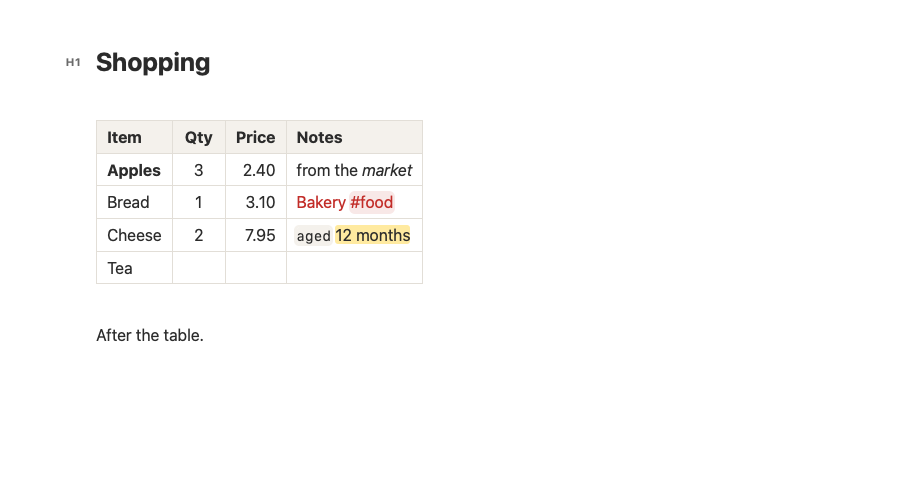 H1 Shopping
Item Qty Price Notes
Apples 3 2.40 from the market
Bread 1 3.10 Bakery #food
Cheese 2 7.95 aged 12 months
Tea
After the table.